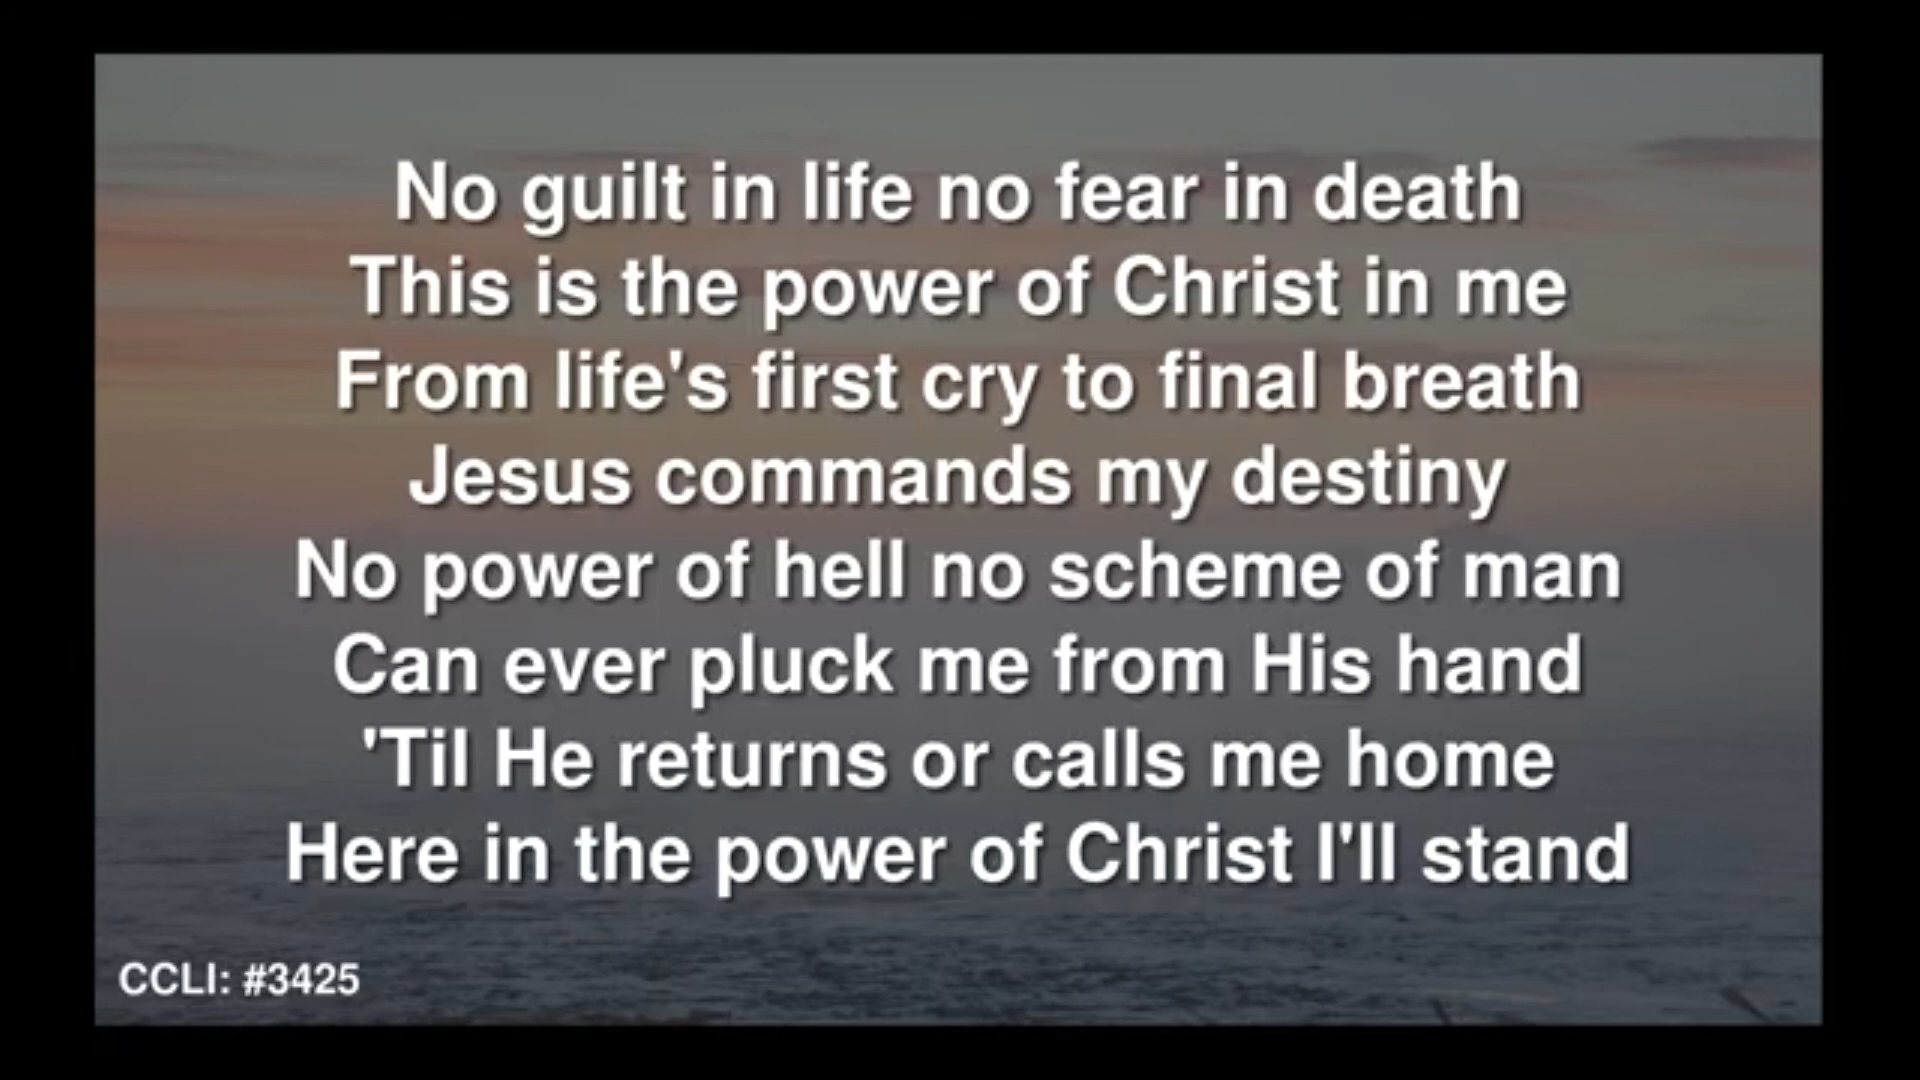 No guilt in life no fear in death
This is the power of Christ in me
From life's first cry to final breath
Jesus commands my destiny
No power of hell no scheme of man
Can ever pluck me from His hand
'Til He returns or calls me home
Here in the power of Christ I'll stand
CCLI: #3425